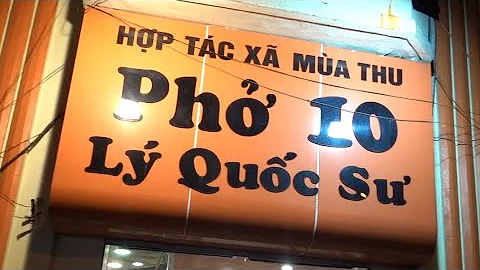 HỢP TÁC XÃ MÙA THU
Phở 10
Lý Quốc Sư